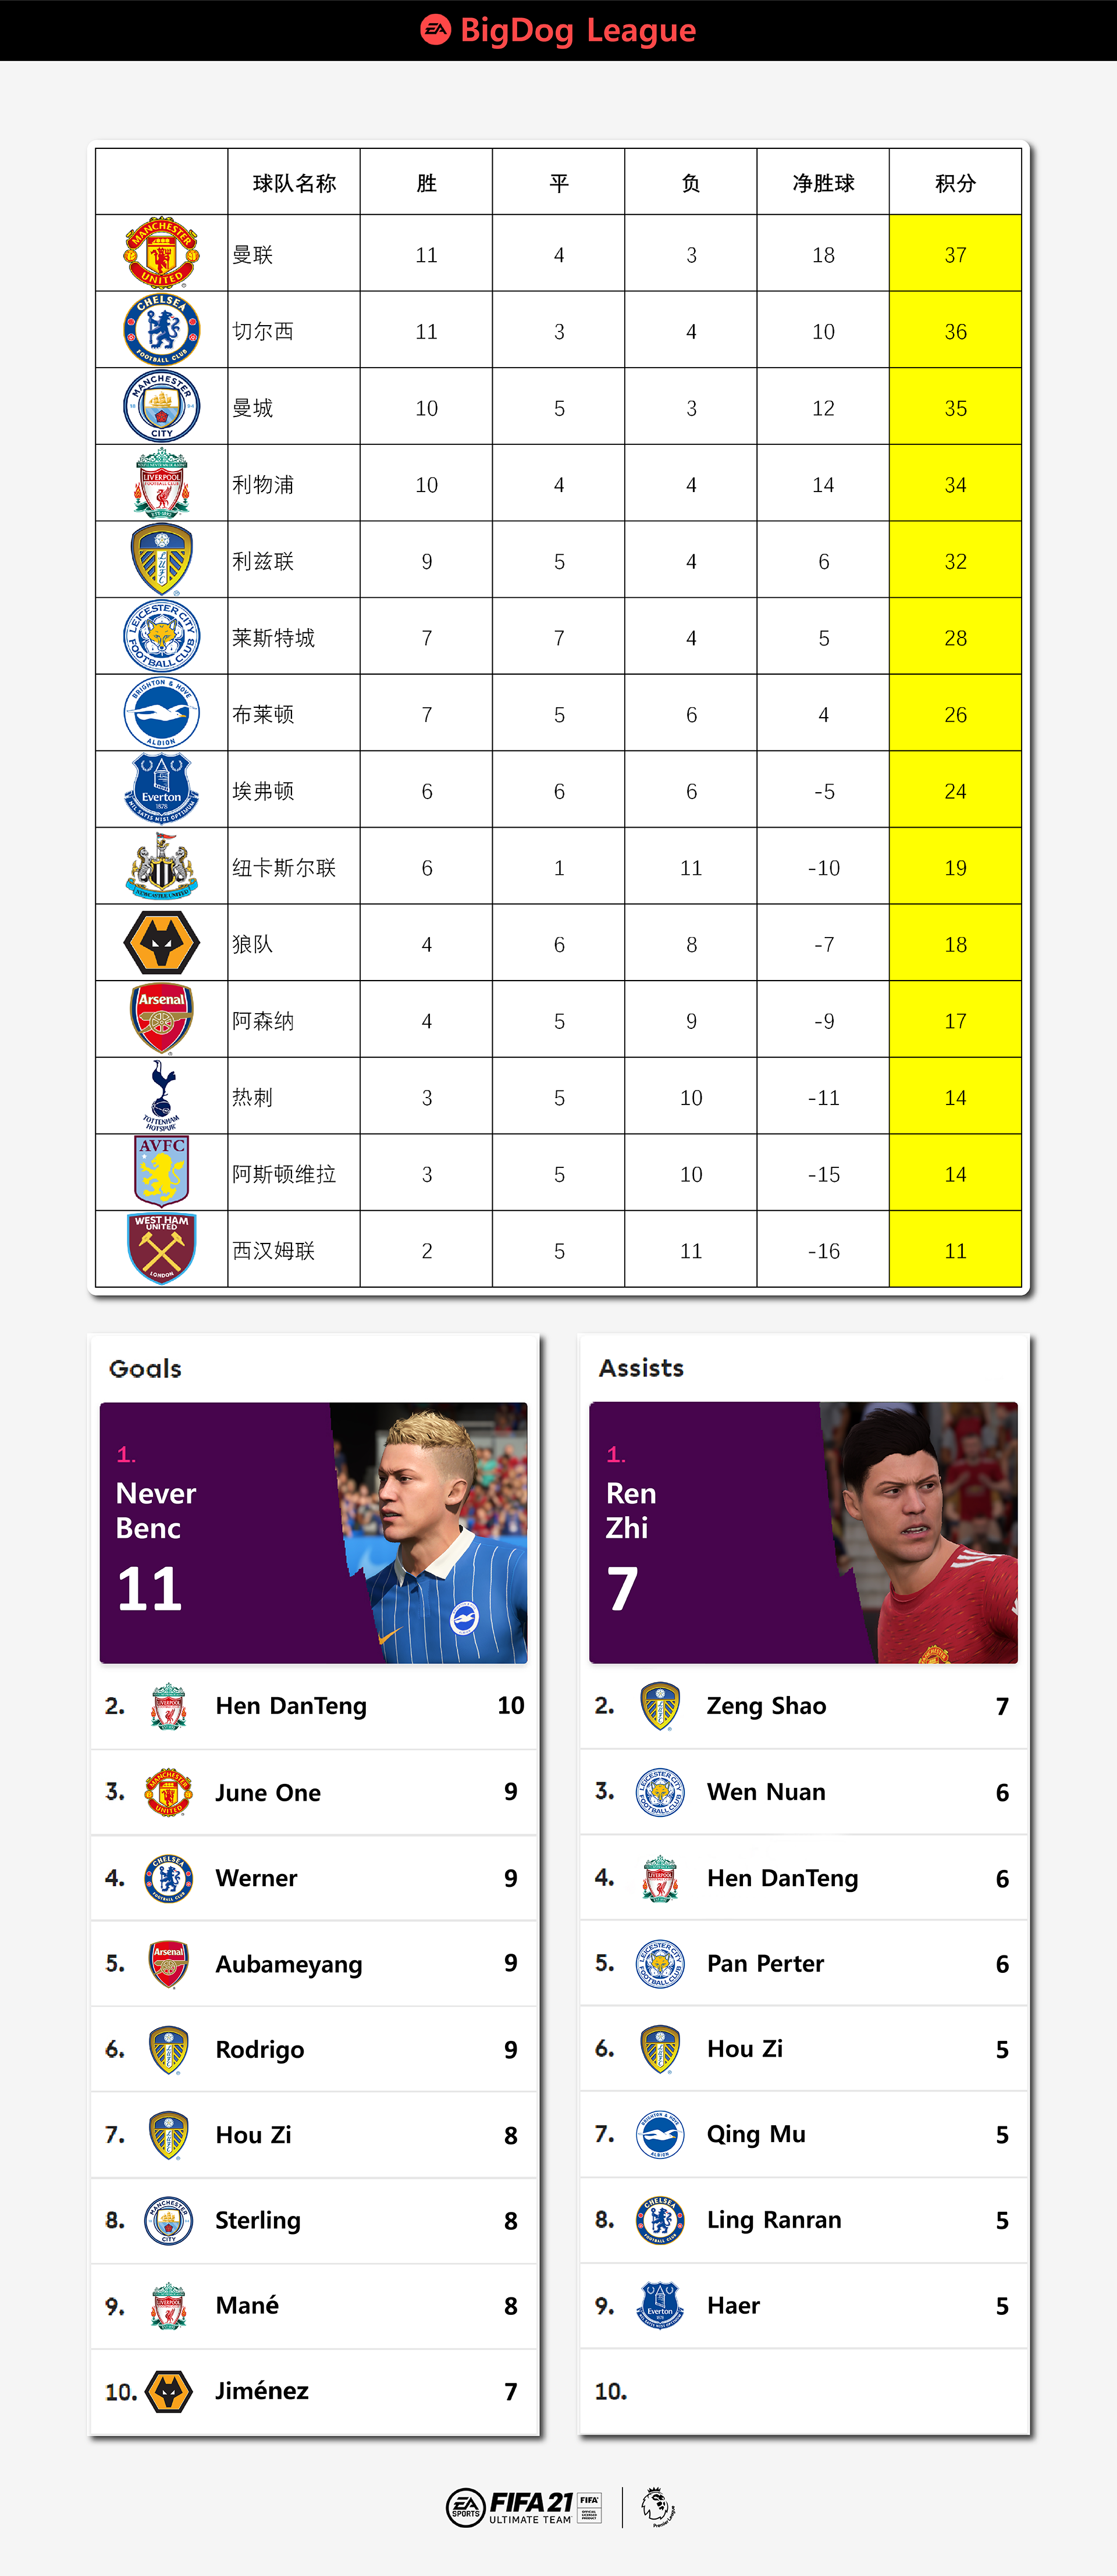 EA BigDog League
球队名称 胜 平 负 净胜球 积分
MANCHESTER UNITED 曼联 11 4 3 18 37
CHELSEA FOOTBALL CLUB 切尔西 11 3 4 10 36
MANCHESTER CITY 曼城 10 5 3 12 35
LIVERPOOL FOOTBALL CLUB 利物浦 10 4 4 14 34
LUFC 利兹联 9 5 4 6 32
LEICESTER CITY FOOTBALL CLUB 莱斯特城 7 7 4 5 28
BRIGHTON & HOVE ALBION 布莱顿 7 5 6 4 26
Everton 1878 NIL SATIS NISI OPTIMUM 埃弗顿 6 6 6 -5 24
NEWCASTLE UNITED 纽卡斯尔联 6 1 11 -10 19
狼队 4 6 8 -7 18
Arsenal 阿森纳 4 5 9 -9 17
TOTTENHAM HOTSPUR 热刺 3 5 10 -11 14
AVFC 阿斯顿维拉 3 5 10 -15 14
WEST HAM UNITED LONDON 西汉姆联 2 5 11 -16 11
Goals
1.
Never
Benc
11
2. Hen DanTeng 10
3. June One 9
4. Werner 9
5. Aubameyang 9
6. Rodrigo 9
7. Hou Zi 8
8. Sterling 8
9. Mané 8
10. Jiménez 7
Assists
1.
Ren
Zhi
7
2. Zeng Shao 7
3. Wen Nuan 6
4. Hen DanTeng 6
5. Pan Perter 6
6. Hou Zi 5
7. Qing Mu 5
8. Ling Ranran 5
9. Haer 5
10.
EA SPORTS FIFA 21 ULTIMATE TEAM FIFA OFFICIAL LICENSED PRODUCT Premier League